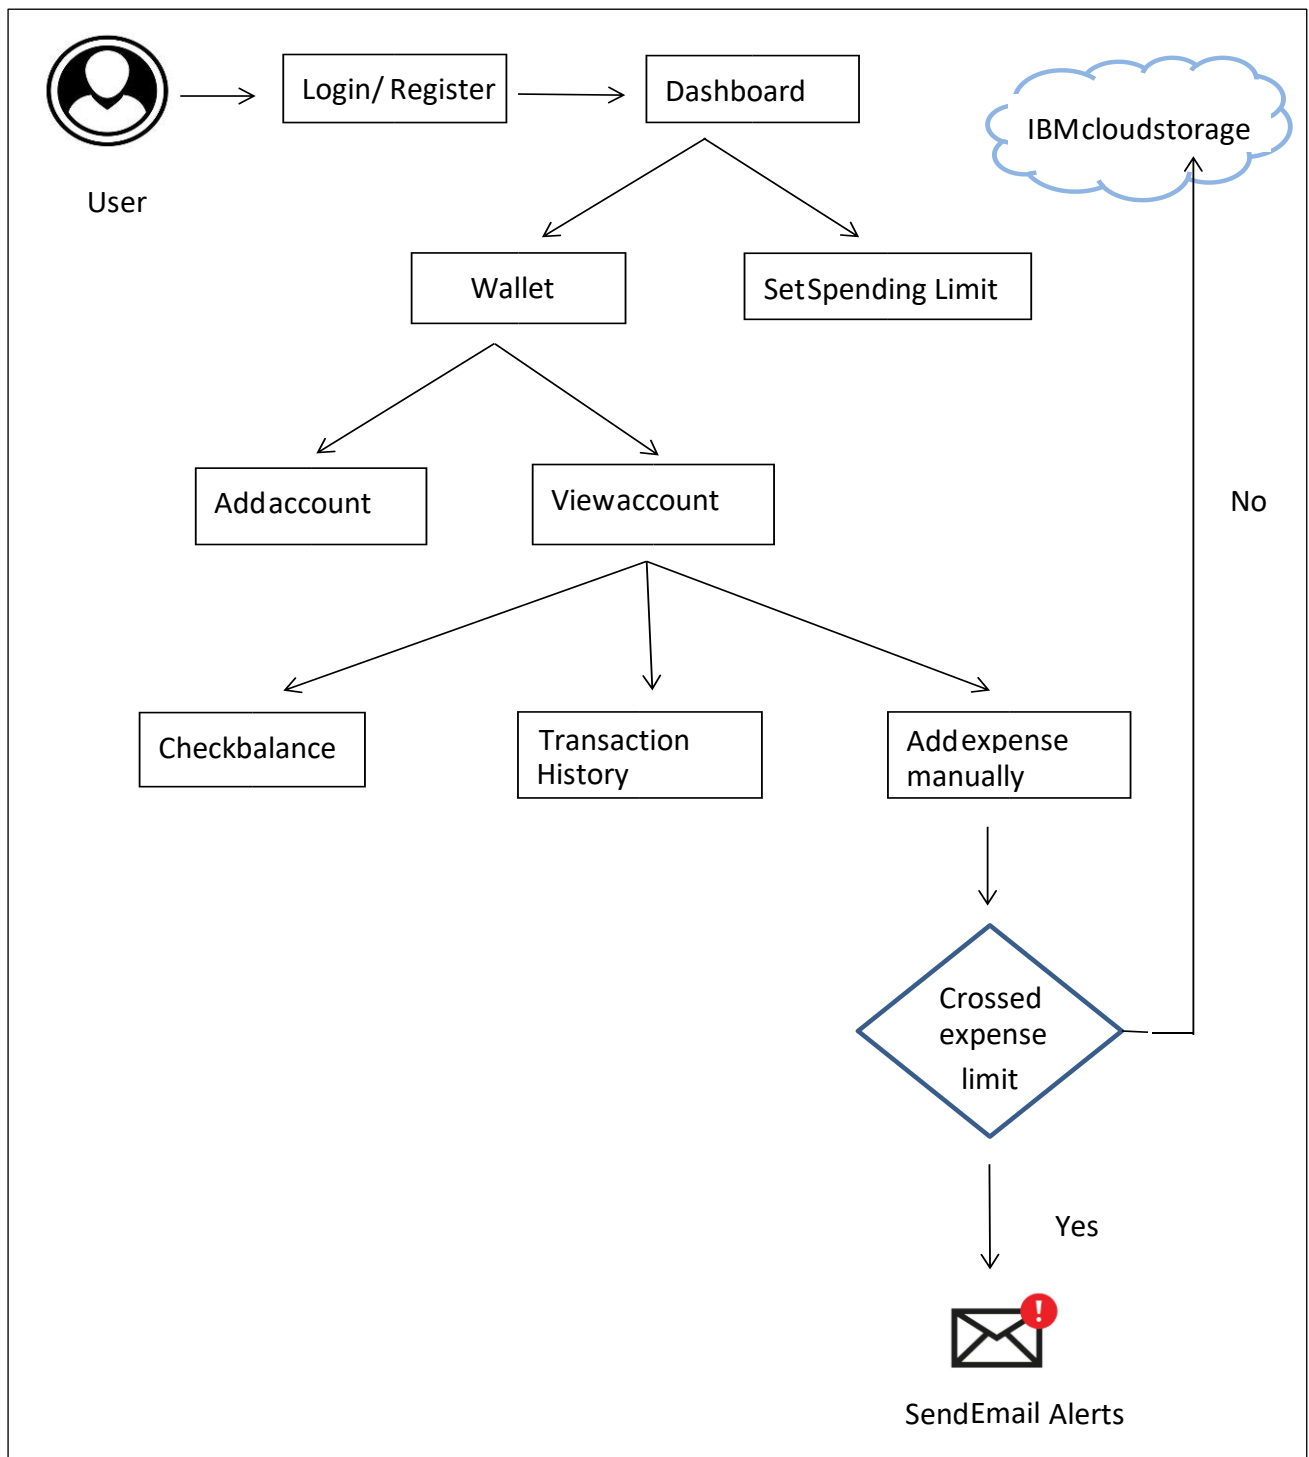 Login/ Register
Dashboard
IBMcloudstorage
User
Wallet
SetSpending Limit
Addaccount
Viewaccount
No
Checkbalance
Transaction
History
Addexpense
manually
Crossed
expense
limit
Yes
!
SendEmail Alerts